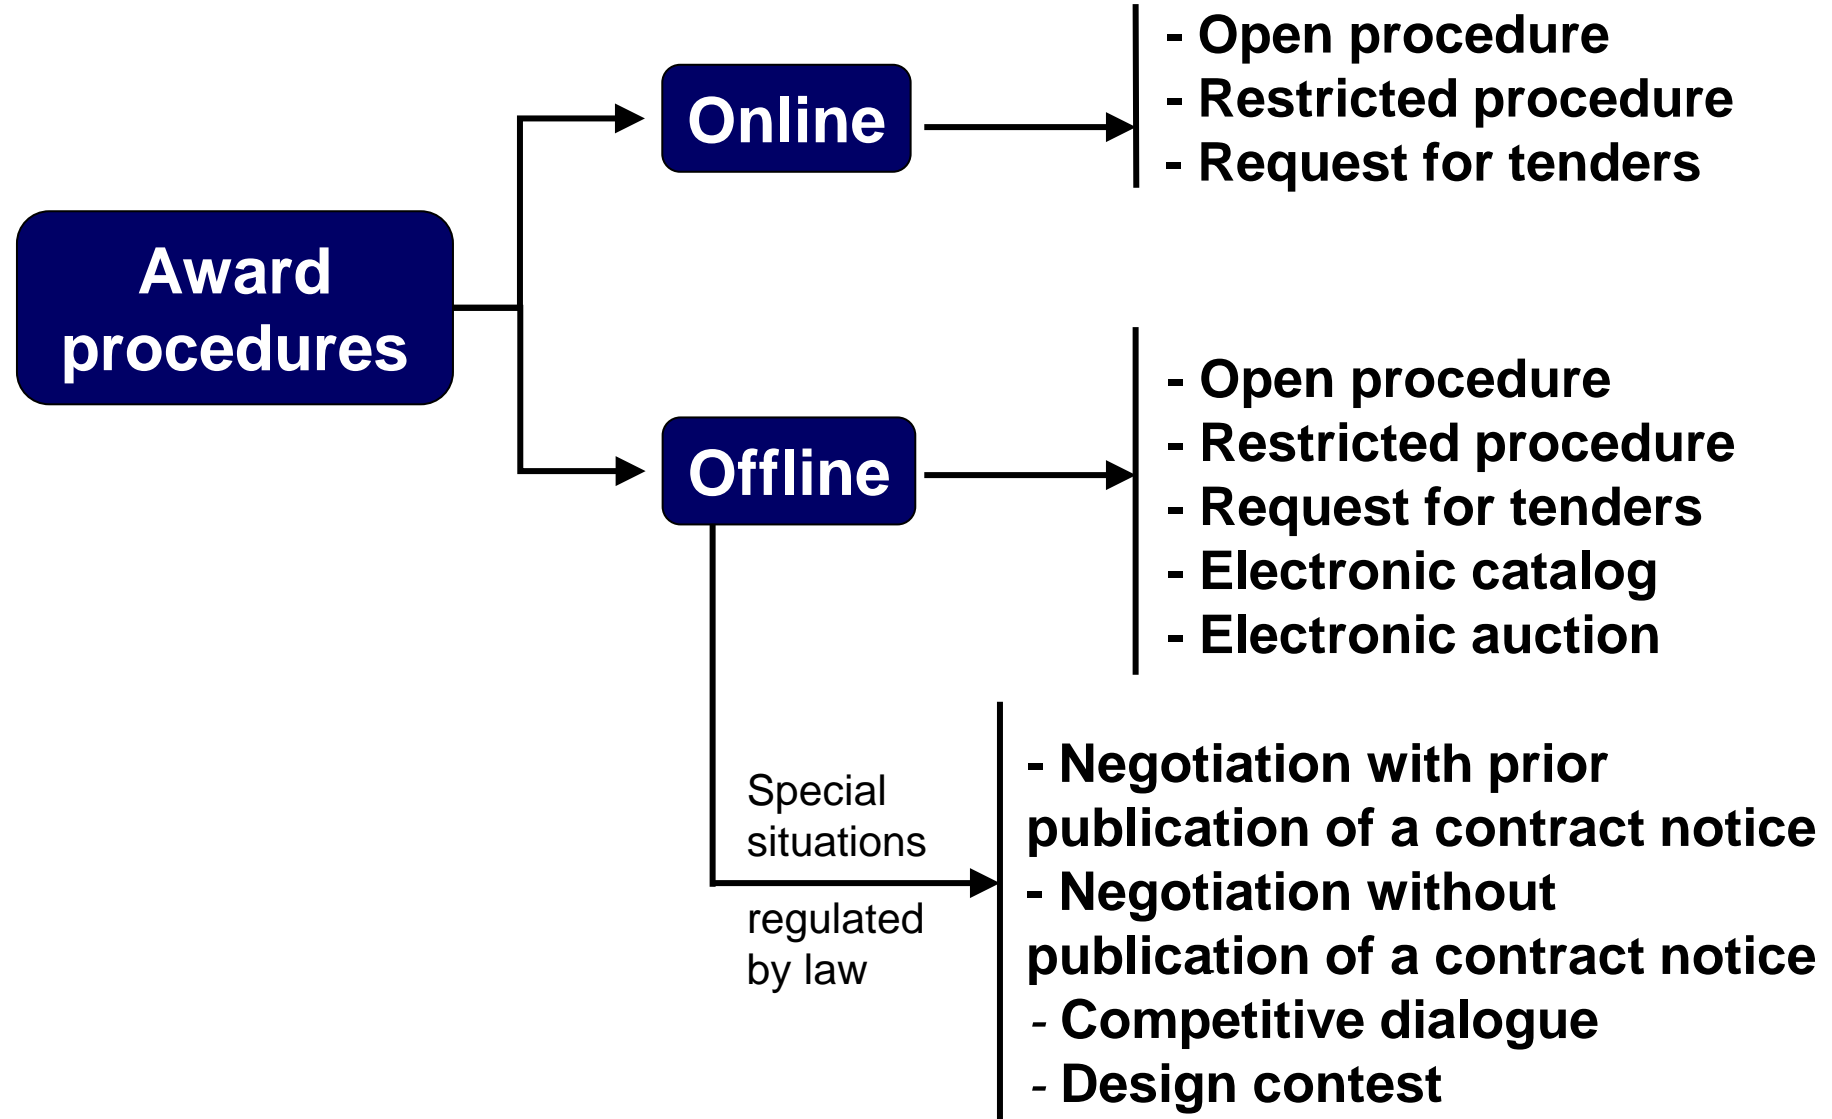 Award
procedures
Online
- Open procedure
- Restricted procedure
- Request for tenders
Offline
- Open procedure
- Restricted procedure
- Request for tenders
- Electronic catalog
- Electronic auction
Special
situations
regulated
by law
- Negotiation with prior
publication of a contract notice
- Negotiation without
publication of a contract notice
- Competitive dialogue
- Design contest